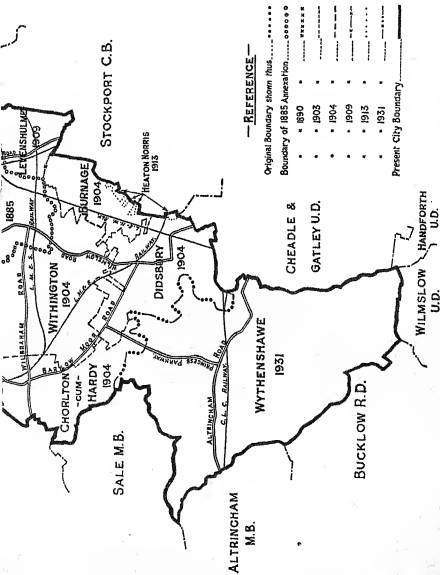 LEVENSHULME
1909
STOCKPORT C.B.
1885
BURNAGE
1904
HEATON NORRIS
1913
WITHINGTON
1904
DIDSBURY
1904
CHEADLE &
GATLEY U.D.
CHORLTON
-CUM-
HARDY
1904
WILBRAHAM ROAD
L.M.&S. RAILWAY
BARLOW MOOR ROAD
RAILWAY
PRINCESS PARKWAY
ALTRINCHAM ROAD
C.L.C. RAILWAY
WYTHENSHAWE
1931
SALE M.B.
ALTRINCHAM
M.B.
BUCKLOW R.D.
WILMSLOW
U.D.
HANDFORTH
U.D.
— REFERENCE —
Original Boundary shown thus
Boundary of 1885 Annexation
" " 1890 "
" " 1903 "
" " 1904 "
" " 1909 "
" " 1913 "
" " 1931 "
Present City Boundary